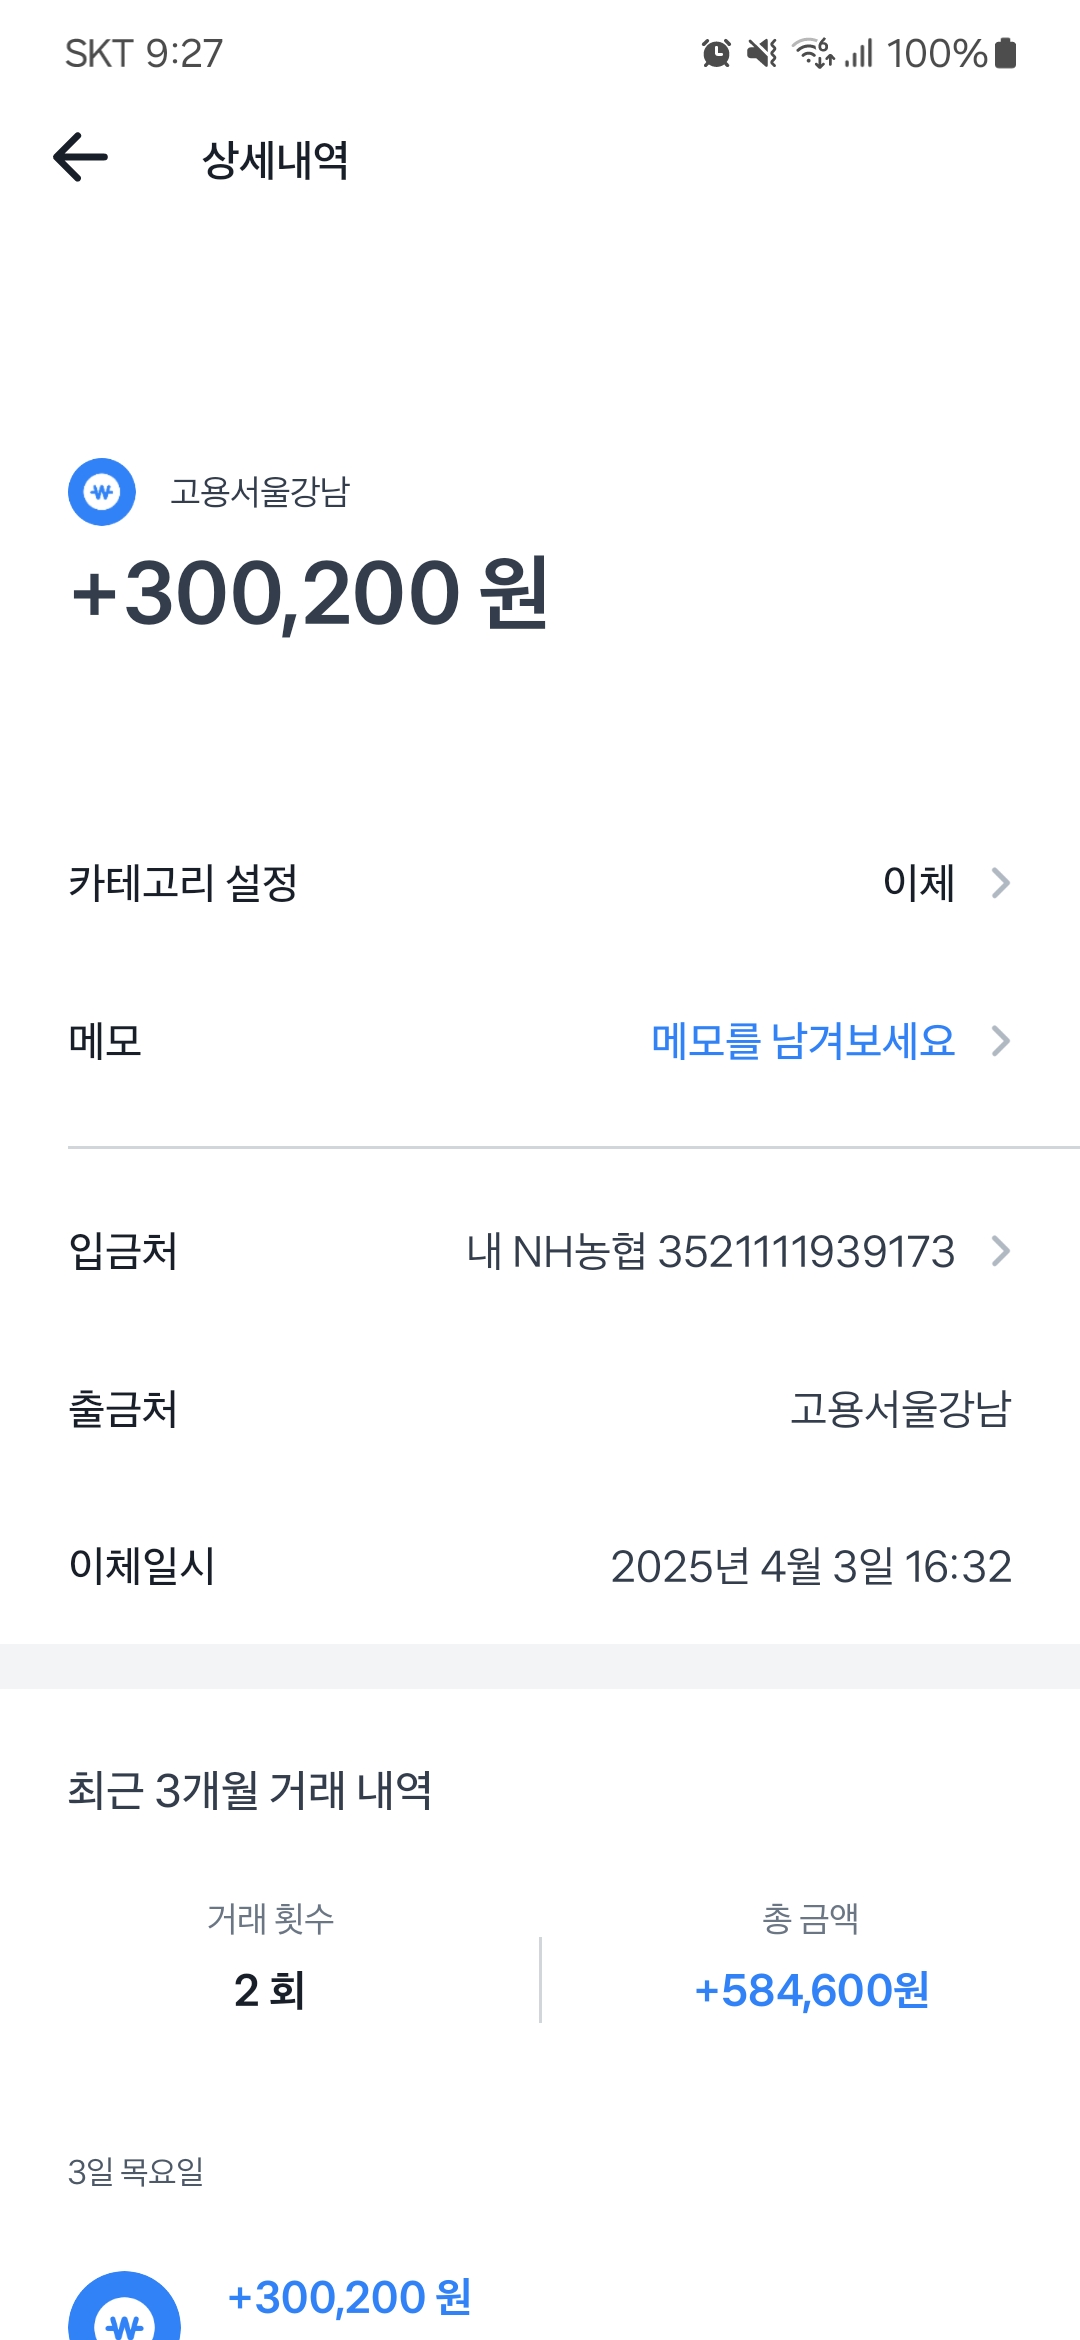 SKT 9:27 100%
상세내역
고용서울강남
+300,200 원
카테고리 설정 이체
메모 메모를 남겨보세요
입금처 내 NH농협 3521111939173
출금처 고용서울강남
이체일시 2025년 4월 3일 16:32
최근 3개월 거래 내역
거래 횟수 총 금액
2 회 +584,600원
3일 목요일
+300,200 원